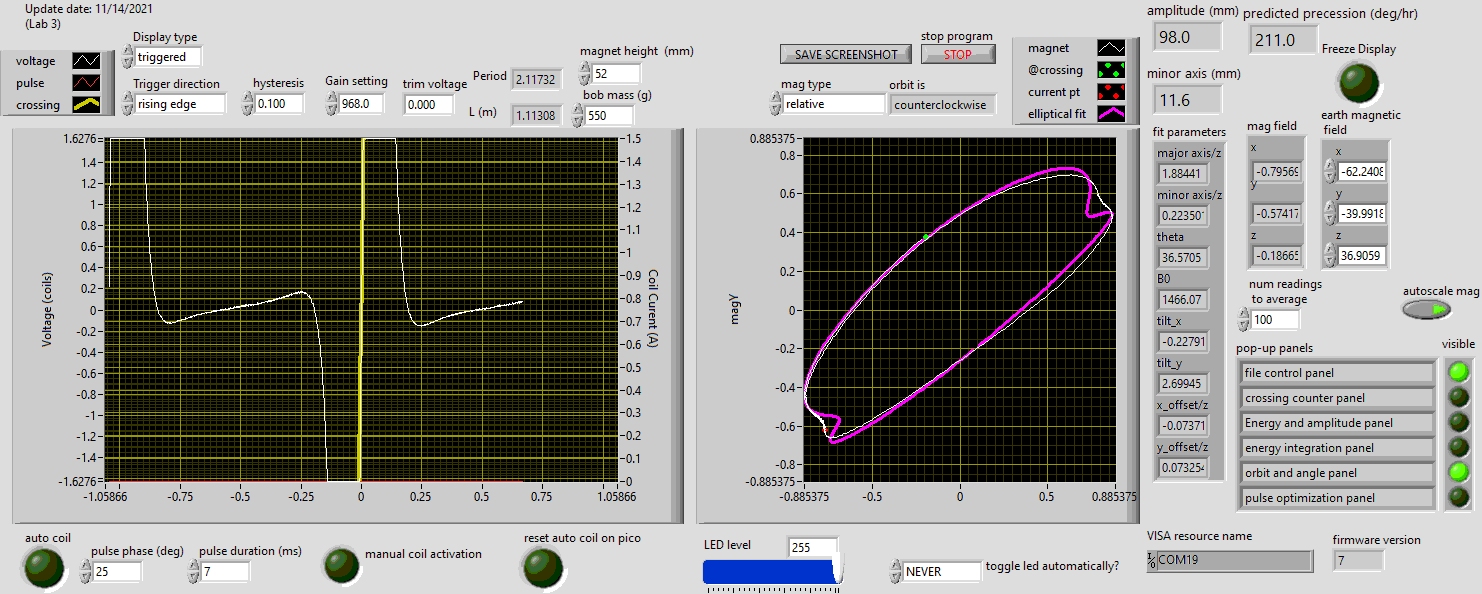 Update date: 11/14/2021
(Lab 3)
voltage
pulse
crossing
Display type
triggered
Trigger direction
rising edge
hysteresis
0.100
Gain setting
968.0
trim voltage
0.000
Period
2.11732
L (m)
1.11308
magnet height (mm)
52
bob mass (g)
550
SAVE SCREENSHOT
stop program
STOP
mag type
relative
orbit is
counterclockwise
magnet
@crossing
current pt
elliptical fit
amplitude (mm)
98.0
predicted precession (deg/hr)
211.0
Freeze Display
minor axis (mm)
11.6
Voltage (coils)
1.6276
1.4
1.2
1
0.8
0.6
0.4
0.2
0
-0.2
-0.4
-0.6
-0.8
-1
-1.2
-1.4
-1.6276
-1.05866
-0.75
-0.5
-0.25
0
0.25
0.5
0.75
1.05866
1.5
1.4
1.3
1.2
1.1
1
0.9
0.8
0.7
0.6
0.5
0.4
0.3
0.2
0.1
0
Coil Curent (A)
magy
0.885375
0.8
0.6
0.4
0.2
0
-0.2
-0.4
-0.6
-0.8
-0.885375
-0.885375
-0.5
0
0.5
0.885375
fit parameters
major axis/z
1.88441
minor axis/z
0.22350
theta
36.5705
B0
1466.07
tilt_x
-0.22791
tilt_y
2.69945
x_offset/z
-0.07371
y_offset/z
0.07325
mag field
x
-0.79569
y
-0.57417
z
-0.18665
earth magnetic
field
x
-62.2408
y
-39.9918
z
36.9059
num readings
to average
100
autoscale mag
pop-up panels
visible
file control panel
crossing counter panel
Energy and amplitude panel
energy integration panel
orbit and angle panel
pulse optimization panel
auto coil
pulse phase (deg)
25
pulse duration (ms)
7
manual coil activation
reset auto coil on pico
LED level
255
NEVER
toggle led automatically?
VISA resource name
I/O COM19
firmware version
7